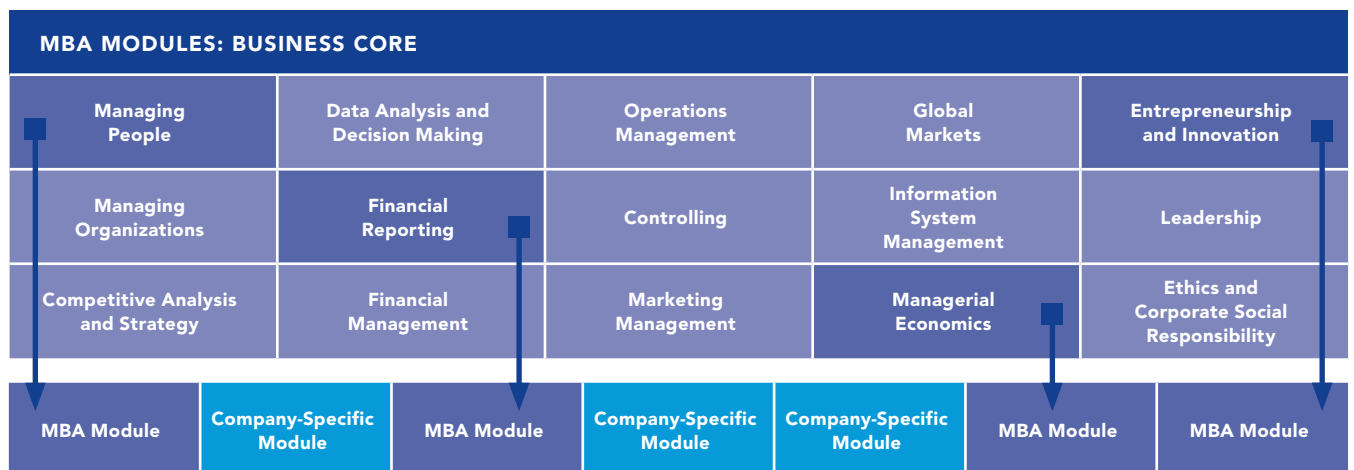 MBA MODULES: BUSINESS CORE
Managing
People
Data Analysis and
Decision Making
Operations
Management
Global
Markets
Entrepreneurship
and Innovation
Managing
Organizations
Financial
Reporting
Controlling
Information
System
Management
Leadership
Competitive Analysis
and Strategy
Financial
Management
Marketing
Management
Managerial
Economics
Ethics and
Corporate Social
Responsibility
MBA Module
Company-Specific
Module
MBA Module
Company-Specific
Module
Company-Specific
Module
MBA Module
MBA Module